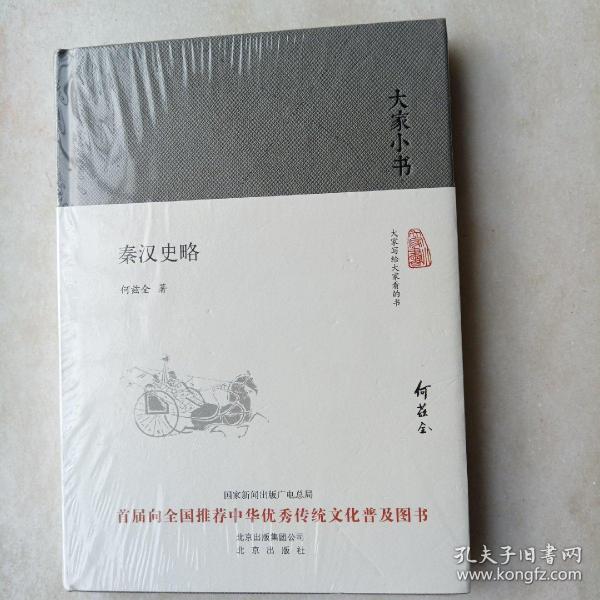 大家小书
大家写给大家看的书
秦汉史略
何兹全 著
何兹全
国家新闻出版广电总局
首届向全国推荐中华优秀传统文化普及图书
北京出版集团公司
北京出版社
孔夫子旧书网
www.kongfz.com